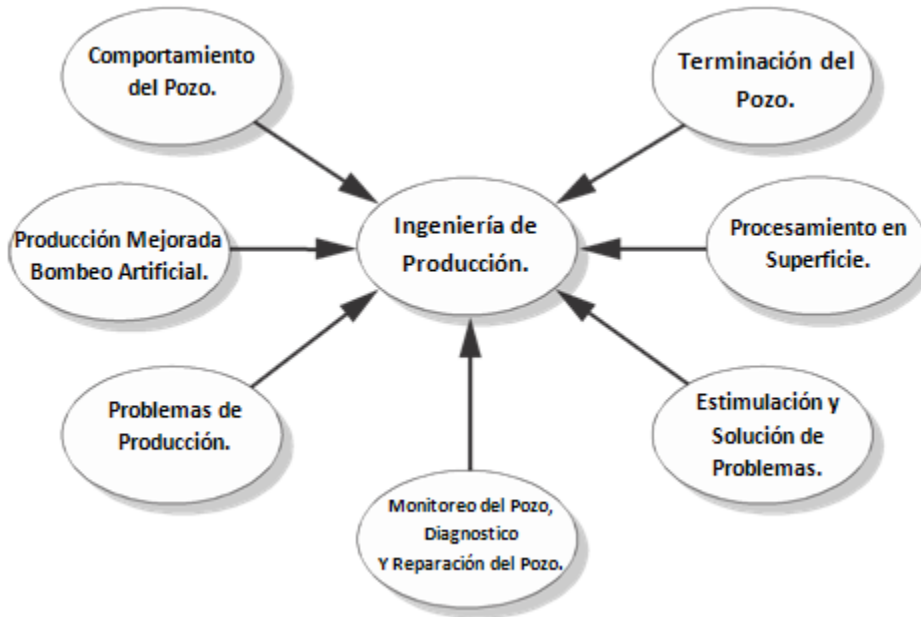 Comportamiento
del Pozo.
Terminación del
Pozo.
Ingeniería de
Producción.
Producción Mejorada
Bombeo Artificial.
Procesamiento en
Superficie.
Problemas de
Producción.
Estimulación y
Solución de
Problemas.
Monitoreo del Pozo,
Diagnostico
Y Reparación del Pozo.